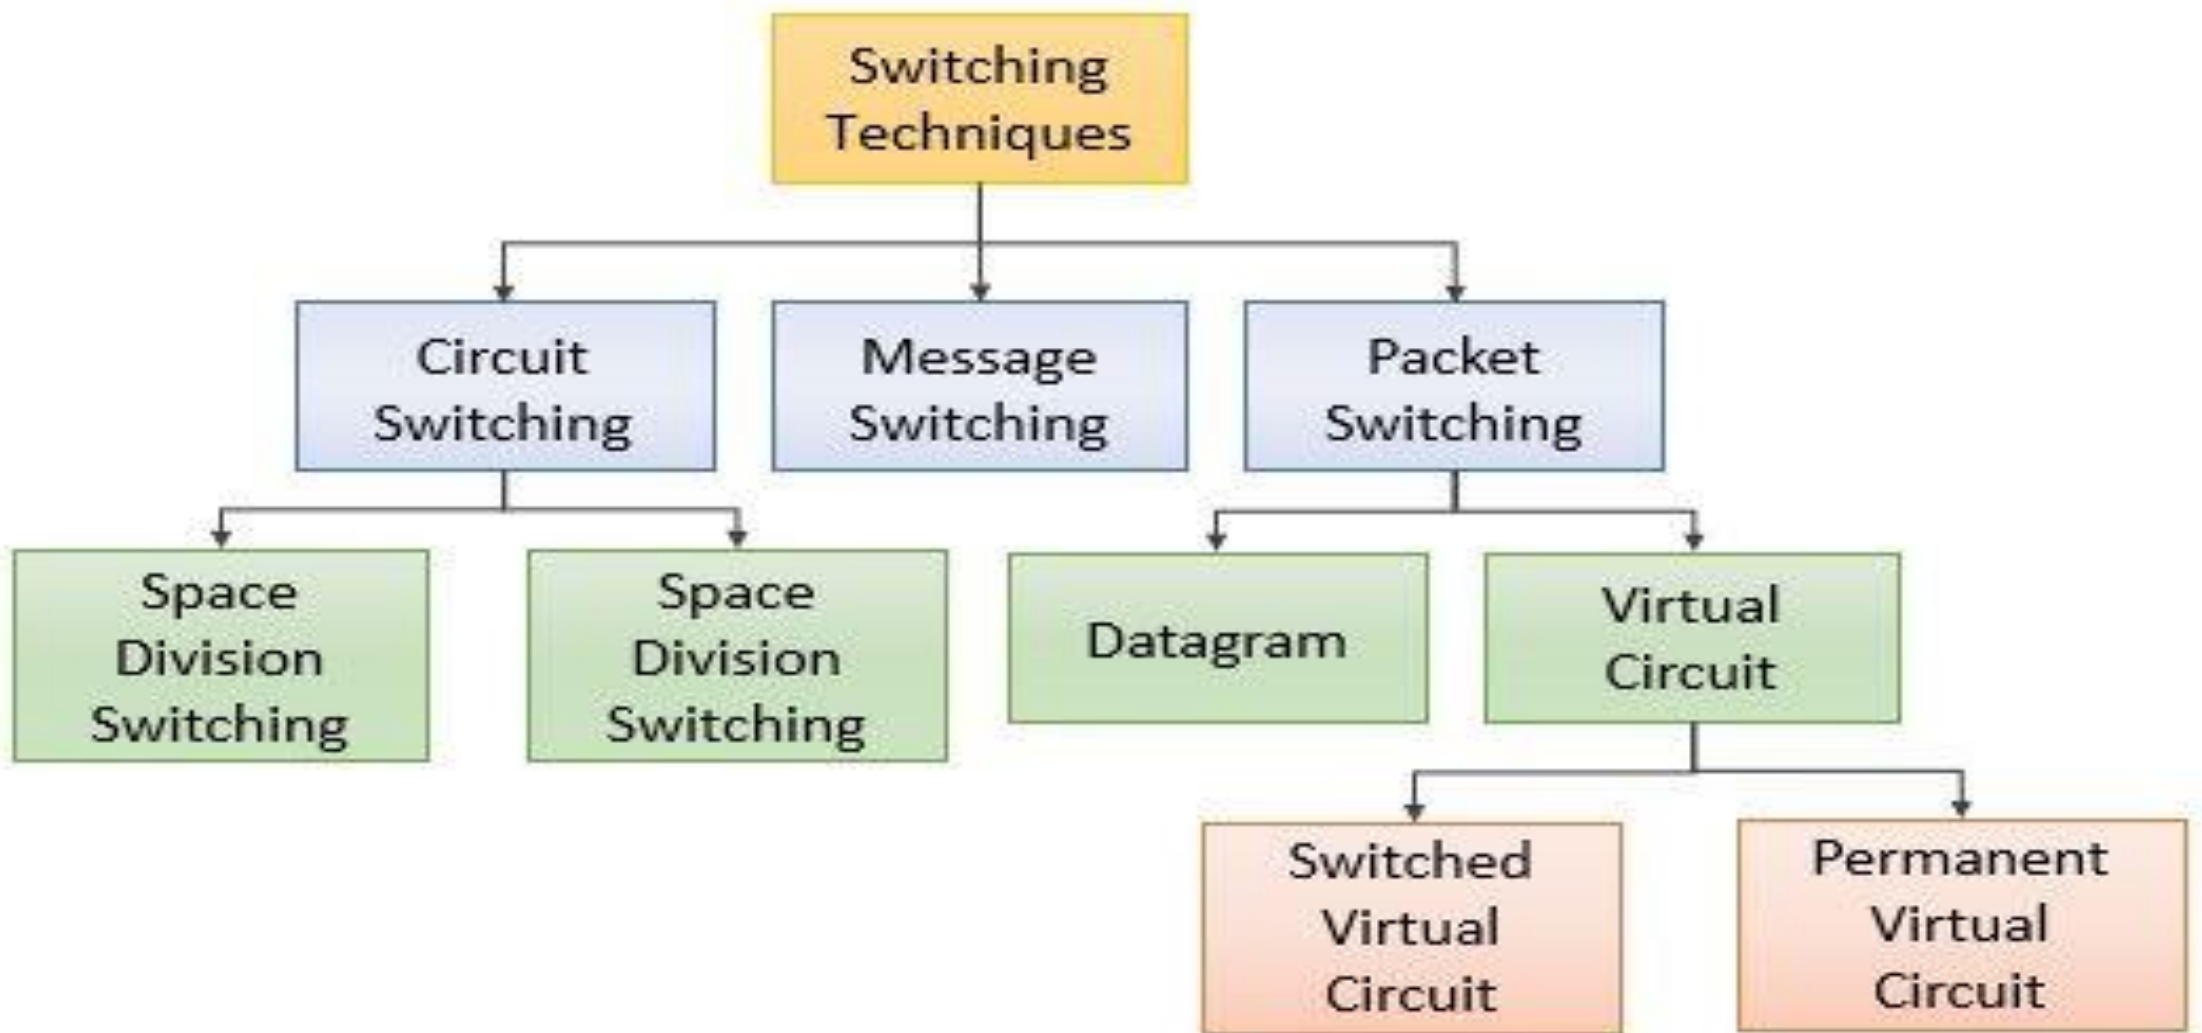 Switching
Techniques
Circuit
Switching
Message
Switching
Packet
Switching
Space
Division
Switching
Space
Division
Switching
Datagram
Virtual
Circuit
Switched
Virtual
Circuit
Permanent
Virtual
Circuit